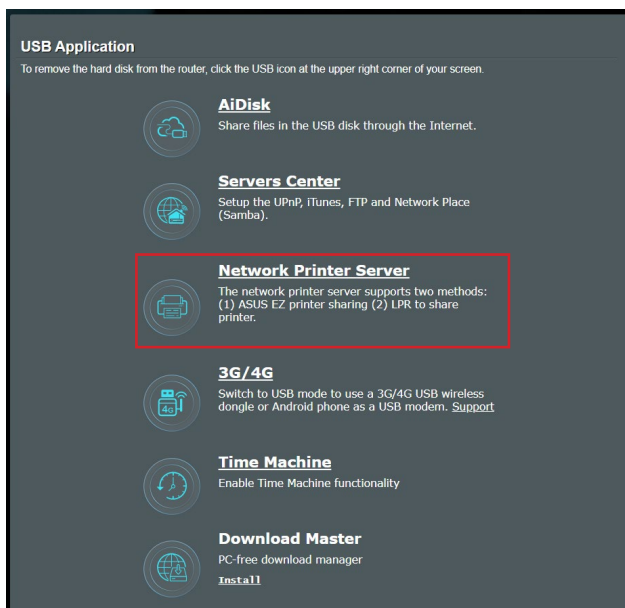 USB Application
To remove the hard disk from the router, click the USB icon at the upper right corner of your screen.
AiDisk
Share files in the USB disk through the Internet.
Servers Center
Setup the UPnP, iTunes, FTP and Network Place
(Samba).
Network Printer Server
The network printer server supports two methods:
(1) ASUS EZ printer sharing (2) LPR to share
printer.
3G/4G
4G
Switch to USB mode to use a 3G/4G USB wireless
dongle or Android phone as a USB modem. Support
Time Machine
Enable Time Machine functionality
Download Master
PC-free download manager
Install